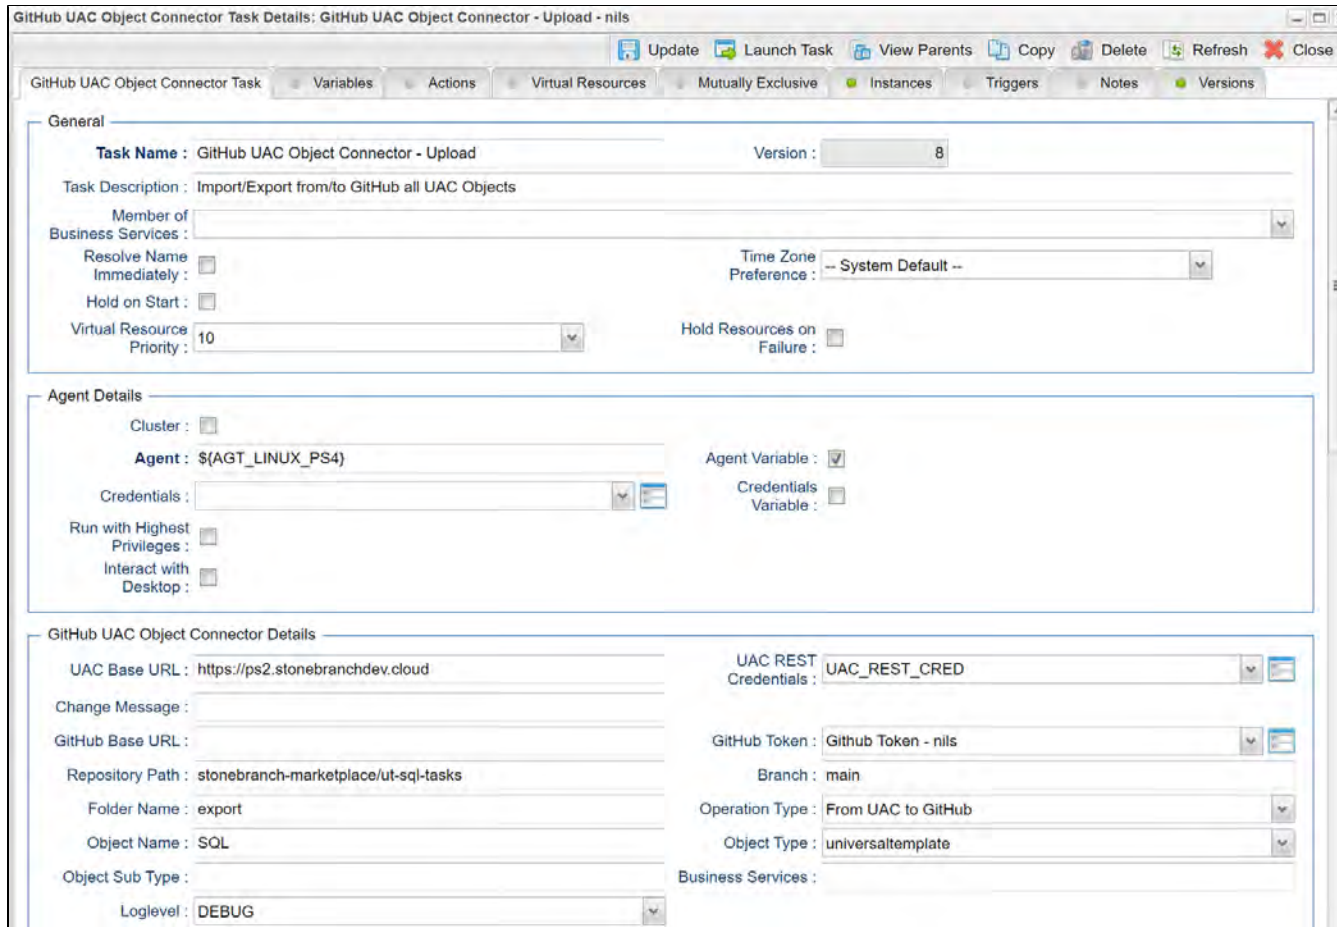 GitHub UAC Object Connector Task Details: GitHub UAC Object Connector - Upload - nils
Update Launch Task View Parents Copy Delete Refresh Close
GitHub UAC Object Connector Task Variables Actions Virtual Resources Mutually Exclusive Instances Triggers Notes Versions
General
Task Name : GitHub UAC Object Connector - Upload Version : 8
Task Description : Import/Export from/to GitHub all UAC Objects
Member of
Business Services :
Resolve Name
Immediately :
Time Zone
Preference : -- System Default --
Hold on Start :
Virtual Resource
Priority : 10
Hold Resources on
Failure :
Agent Details
Cluster :
Agent : ${AGT_LINUX_PS4} Agent Variable :
Credentials :
Credentials
Variable :
Run with Highest
Privileges :
Interact with
Desktop :
GitHub UAC Object Connector Details
UAC Base URL : https://ps2.stonebranchdev.cloud
UAC REST
Credentials : UAC_REST_CRED
Change Message :
GitHub Base URL : GitHub Token : Github Token - nils
Repository Path : stonebranch-marketplace/ut-sql-tasks Branch : main
Folder Name : export Operation Type : From UAC to GitHub
Object Name : SQL Object Type : universaltemplate
Object Sub Type : Business Services :
Loglevel : DEBUG